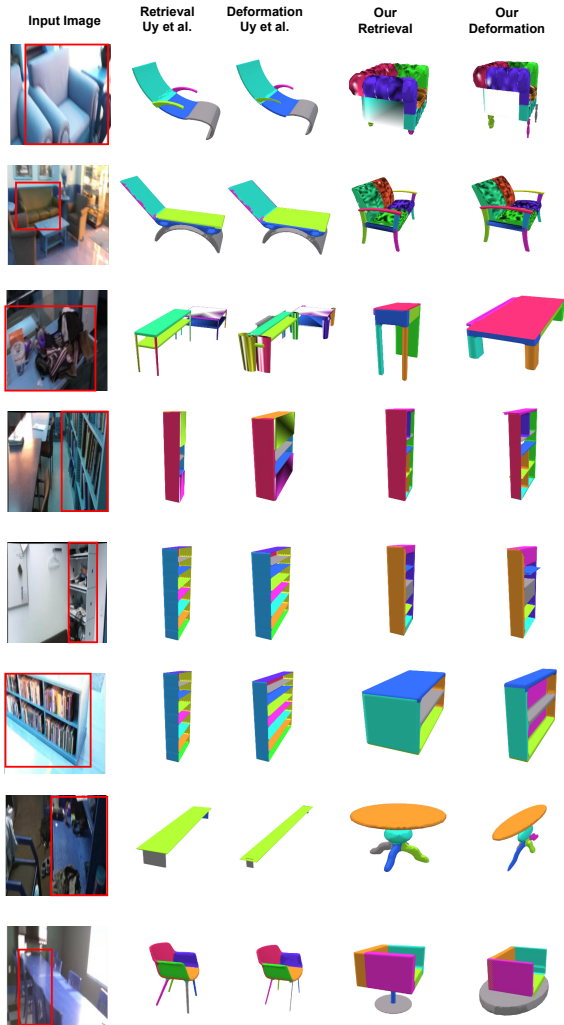 Input Image
Retrieval
Uy et al.
Deformation
Uy et al.
Our
Retrieval
Our
Deformation